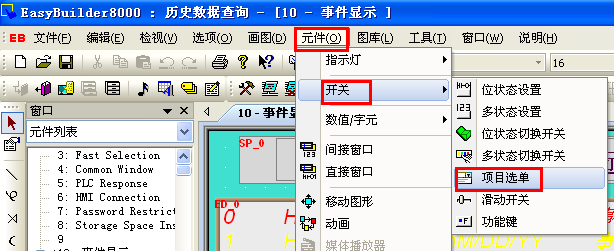 EasyBuilder8000 : 历史数据查询 - [10 - 事件显示 ]
EB 文件(F) 编辑(E) 检视(V) 选项(O) 画图(D) 元件(O) 图库(L) 工具(T) 窗口(W) 说明(H)
16
指示灯
开关
数值/字元
间接窗口
直接窗口
移动图形
动画
媒体播放器
位状态设置
多状态设置
位状态切换开关
多状态切换开关
项目选单
滑动开关
功能键
窗口
元件列表
3: Fast Selection
4: Common Window
5: PLC Response
6: HMI Connection
7: Password Restrict
8: Storage Space Ins
9
10 - 事件显示
SP_0
ED_0
0